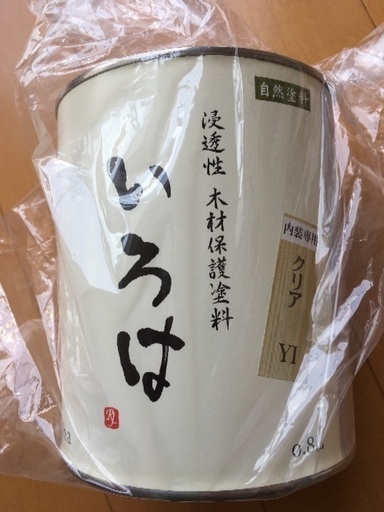 自然塗料
浸透性 木材保護塗料
いろは
内装専用
クリア
YI
0.8